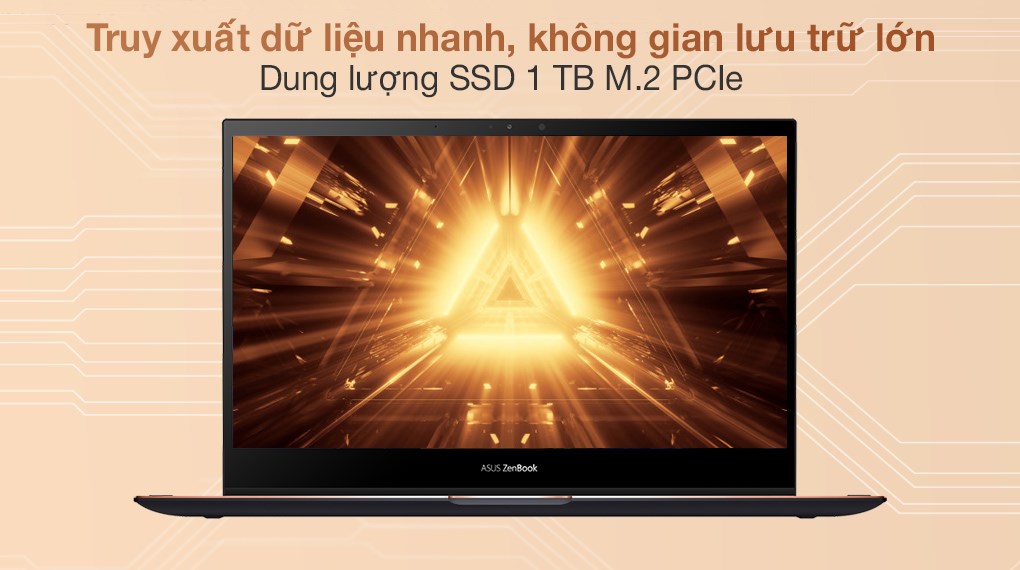 Truy xuất dữ liệu nhanh, không gian lưu trữ lớn
Dung lượng SSD 1 TB M.2 PCIe
ASUS ZenBook